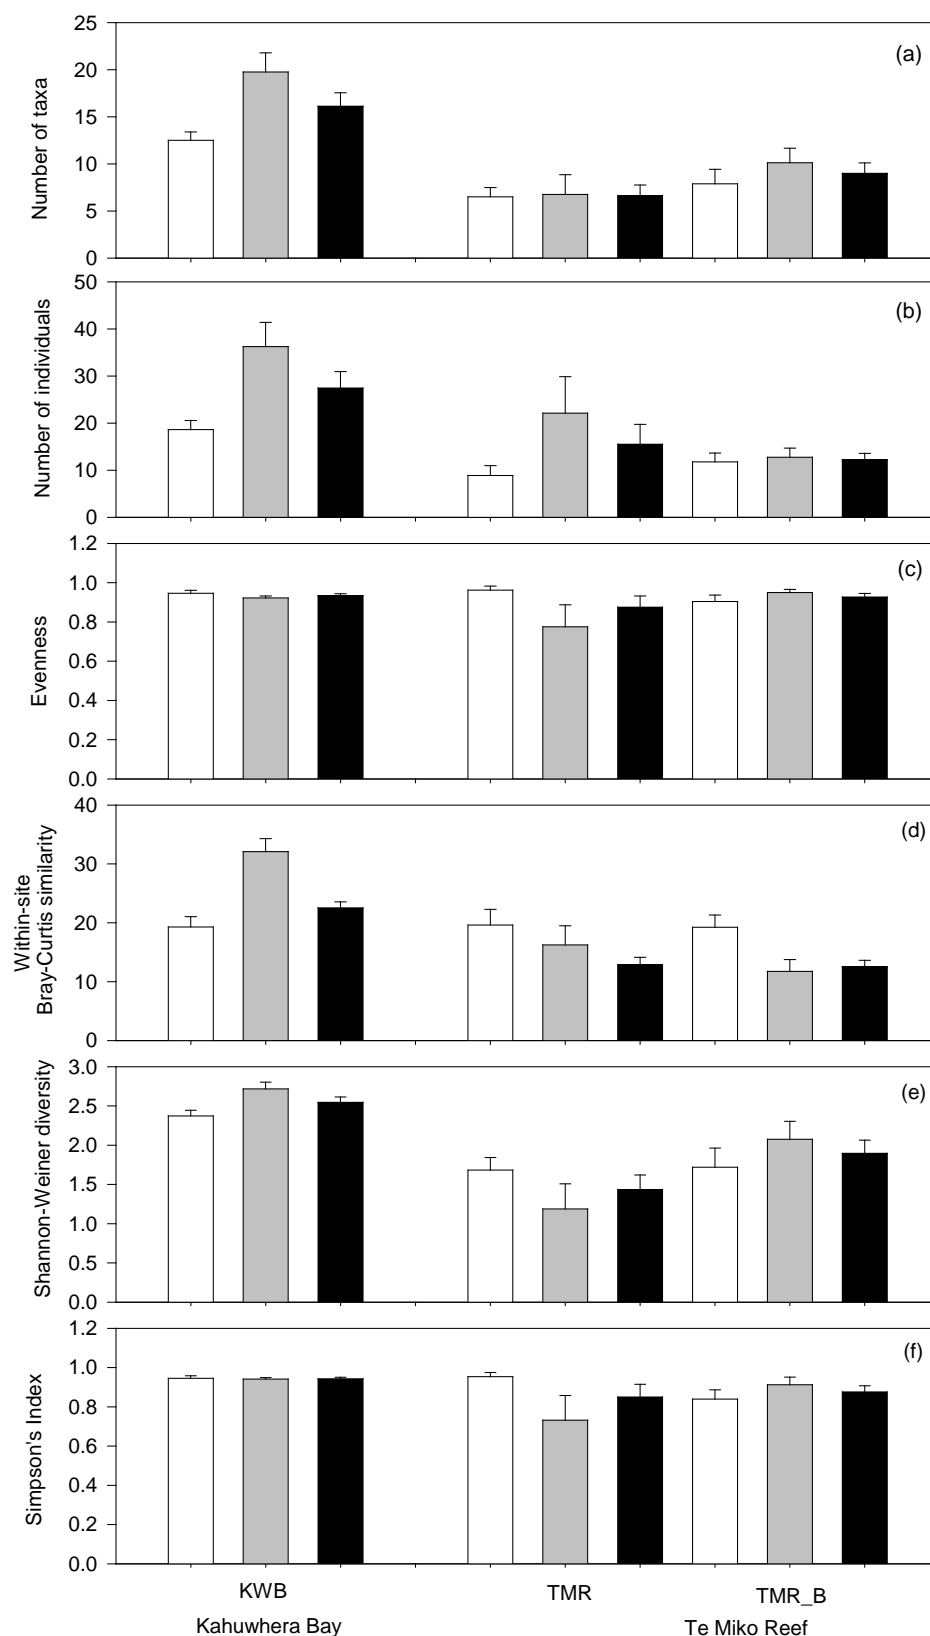 25
20
15
10
5
0
Number of taxa
(a)
50
40
30
20
10
0
Number of individuals
(b)
1.2
1.0
0.8
0.6
0.4
0.2
0.0
Evenness
(c)
40
30
20
10
0
Within-site
Bray-Curtis similarity
(d)
3.0
2.5
2.0
1.5
1.0
0.5
0.0
Shannon-Weiner diversity
(e)
1.2
1.0
0.8
0.6
0.4
0.2
0.0
Simpson's Index
(f)
KWB TMR TMR_B
Kahuwhera Bay Te Miko Reef